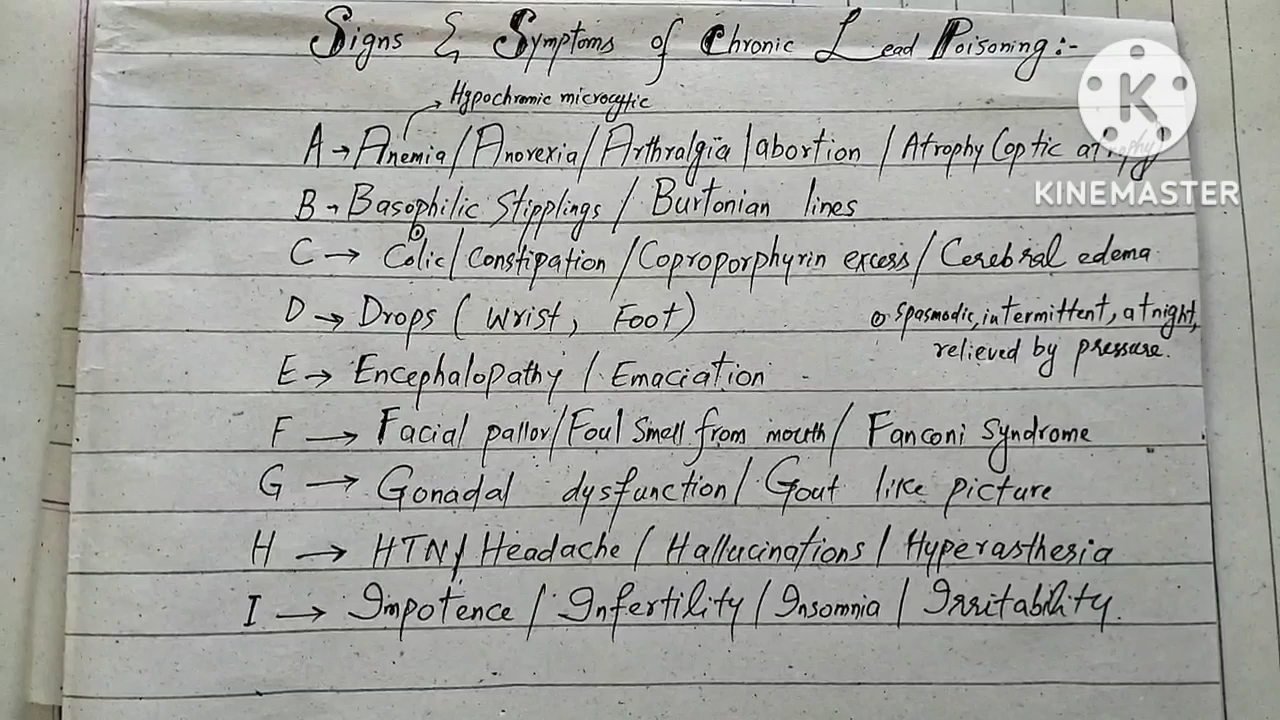 Signs & Symptoms of Chronic Lead Poisoning:-
Hypochromic microcytic
A → Anemia/Anorexia/Arthralgia/abortion/Atrophy (optic atropy)
B → Basophilic Stipplings / Burtonian lines
C → Colic/Constipation/Coproporphyrin excess/Cerebral edema
D → Drops (Wrist, Foot)
spasmodic, intermittent, at night,
relieved by pressure.
E → Encephalopathy / Emaciation
F → Facial pallor/Foul Smell from mouth/ Fanconi Syndrome
G → Gonadal dysfunction/ Gout like picture
H → HTN/ Headache / Hallucinations / Hyperasthesia
I → Impotence / Infertility / Insomnia / Irritability.
K
KINEMASTER